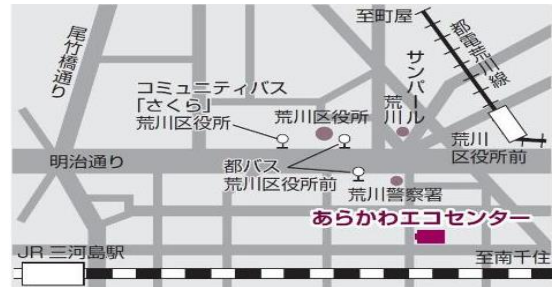 至町屋
都電荒川線
尾竹橋通り
サンパール
荒川
コミュニティバス
「さくら」
荒川区役所
荒川区役所
荒川
区役所前
明治通り
都バス
荒川区役所前
荒川警察署
あらかわエコセンター
JR 三河島駅
至南千住